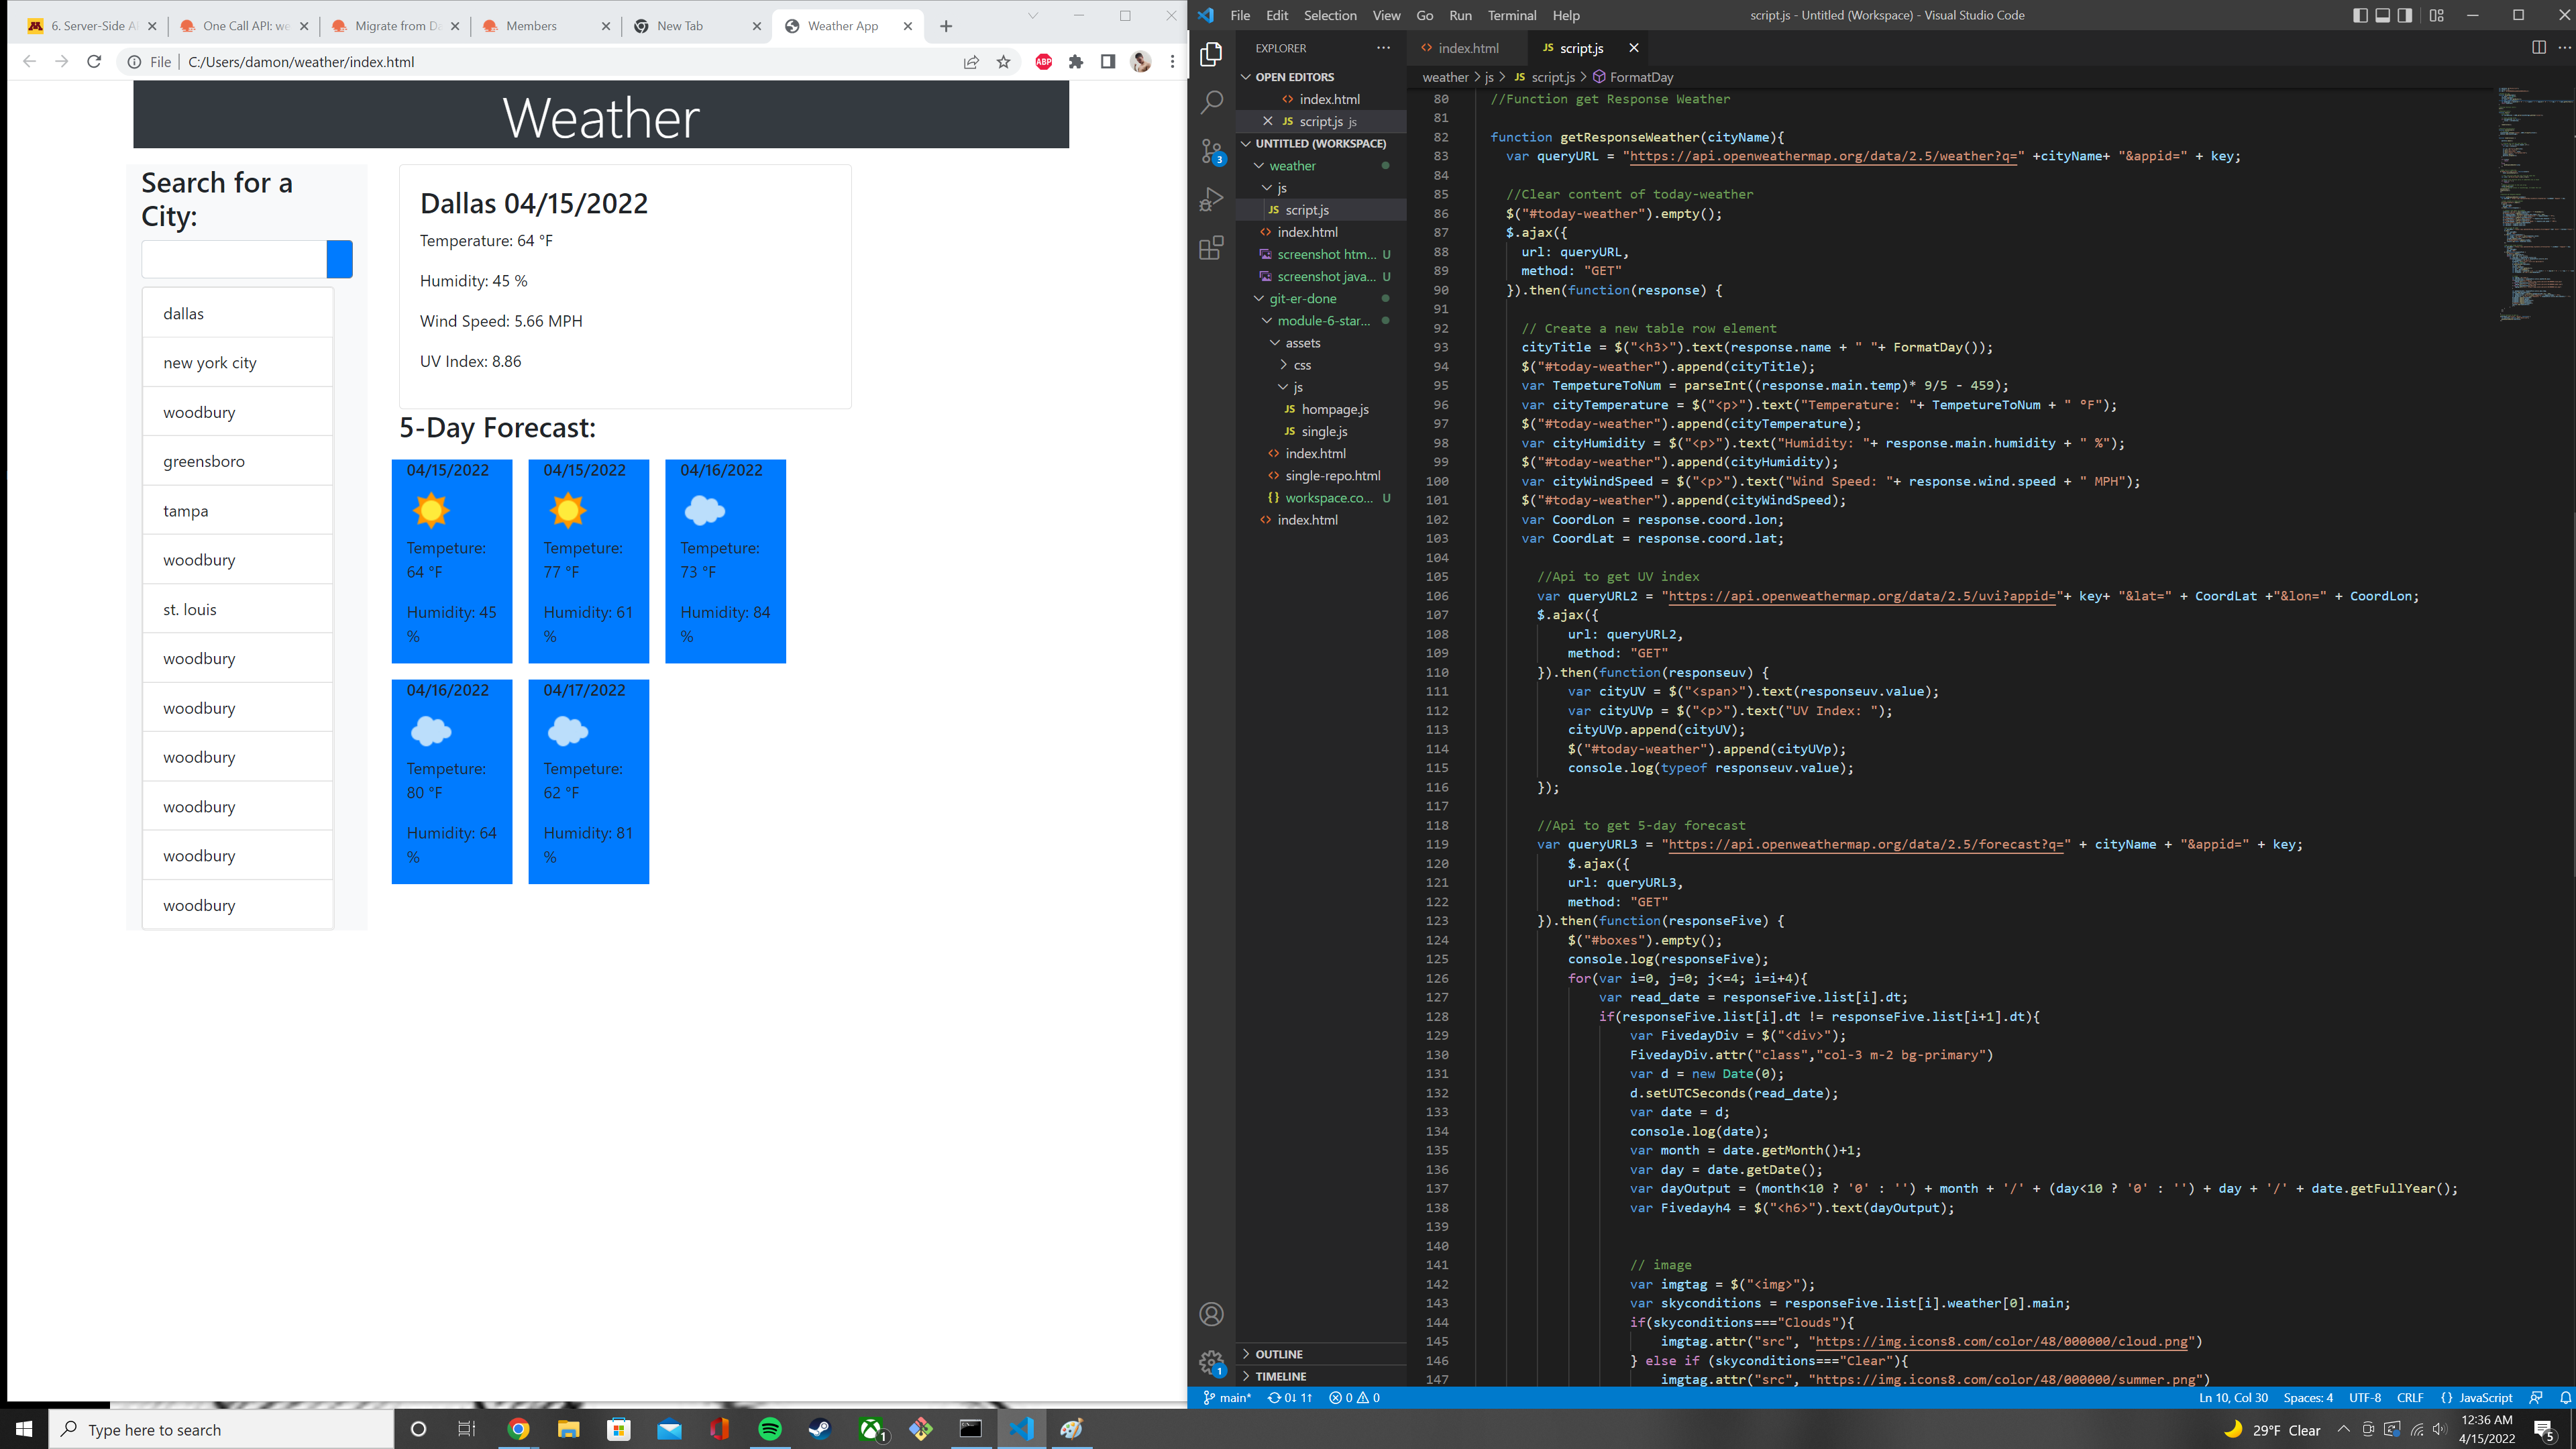 6. Server-Side AP
One Call API: we
Migrate from Da
Members
New Tab
Weather App
File
C:/Users/damon/weather/index.html
ABP
Weather
Search for a
City:
dallas
new york city
woodbury
greensboro
tampa
woodbury
st. louis
woodbury
woodbury
woodbury
woodbury
woodbury
woodbury
Dallas 04/15/2022
Temperature: 64 °F
Humidity: 45 %
Wind Speed: 5.66 MPH
UV Index: 8.86
5-Day Forecast:
04/15/2022
Tempeture:
64 °F
Humidity: 45
%
04/15/2022
Tempeture:
77 °F
Humidity: 61
%
04/16/2022
Tempeture:
73 °F
Humidity: 84
%
04/16/2022
Tempeture:
80 °F
Humidity: 64
%
04/17/2022
Tempeture:
62 °F
Humidity: 81
%
File Edit Selection View Go Run Terminal Help
script.js - Untitled (Workspace) - Visual Studio Code
EXPLORER
OPEN EDITORS
index.html
script.js js
UNTITLED (WORKSPACE)
weather
js
JS script.js
index.html
screenshot htm... U
screenshot java... U
git-er-done
module-6-star...
assets
css
js
JS hompage.js
JS single.js
index.html
single-repo.html
{} workspace.co... U
index.html
OUTLINE
TIMELINE
3
1
index.html
JS script.js
weather > js > JS script.js > FormatDay
80 //Function get Response Weather
81
82 function getResponseWeather(cityName){
83 var queryURL = "https://api.openweathermap.org/data/2.5/weather?q=" +cityName+ "&appid=" + key;
84
85 //Clear content of today-weather
86 $("#today-weather").empty();
87 $.ajax({
88 url: queryURL,
89 method: "GET"
90 }).then(function(response) {
91
92 // Create a new table row element
93 cityTitle = $("<h3>").text(response.name + " "+ FormatDay());
94 $("#today-weather").append(cityTitle);
95 var TempetureToNum = parseInt((response.main.temp)* 9/5 - 459);
96 var cityTemperature = $("<p>").text("Temperature: "+ TempetureToNum + " °F");
97 $("#today-weather").append(cityTemperature);
98 var cityHumidity = $("<p>").text("Humidity: "+ response.main.humidity + " %");
99 $("#today-weather").append(cityHumidity);
100 var cityWindSpeed = $("<p>").text("Wind Speed: "+ response.wind.speed + " MPH");
101 $("#today-weather").append(cityWindSpeed);
102 var CoordLon = response.coord.lon;
103 var CoordLat = response.coord.lat;
104
105 //Api to get UV index
106 var queryURL2 = "https://api.openweathermap.org/data/2.5/uvi?appid="+ key+ "&lat=" + CoordLat +"&lon=" + CoordLon;
107 $.ajax({
108 url: queryURL2,
109 method: "GET"
110 }).then(function(responseuv) {
111 var cityUV = $("<span>").text(responseuv.value);
112 var cityUVp = $("<p>").text("UV Index: ");
113 cityUVp.append(cityUV);
114 $("#today-weather").append(cityUVp);
115 console.log(typeof responseuv.value);
116 });
117
118 //Api to get 5-day forecast
119 var queryURL3 = "https://api.openweathermap.org/data/2.5/forecast?q=" + cityName + "&appid=" + key;
120 $.ajax({
121 url: queryURL3,
122 method: "GET"
123 }).then(function(responseFive) {
124 $("#boxes").empty();
125 console.log(responseFive);
126 for(var i=0, j=0; j<=4; i=i+4){
127 var read_date = responseFive.list[i].dt;
128 if(responseFive.list[i].dt != responseFive.list[i+1].dt){
129 var FivedayDiv = $("<div>");
130 FivedayDiv.attr("class","col-3 m-2 bg-primary")
131 var d = new Date(0);
132 d.setUTCSeconds(read_date);
133 var date = d;
134 console.log(date);
135 var month = date.getMonth()+1;
136 var day = date.getDate();
137 var dayOutput = (month<10 ? '0' : '') + month + '/' + (day<10 ? '0' : '') + day + '/' + date.getFullYear();
138 var Fivedayh4 = $("<h6>").text(dayOutput);
139
140
141 // image
142 var imgtag = $("<img>");
143 var skyconditions = responseFive.list[i].weather[0].main;
144 if(skyconditions==="Clouds"){
145 imgtag.attr("src", "https://img.icons8.com/color/48/000000/cloud.png")
146 } else if (skyconditions==="Clear"){
147 imgtag.attr("src", "https://img.icons8.com/color/48/000000/summer.png")
main* 0↓ 1↑ 0 0
Ln 10, Col 30 Spaces: 4 UTF-8 CRLF {} JavaScript
Type here to search
1
29°F Clear
12:36 AM
4/15/2022
5